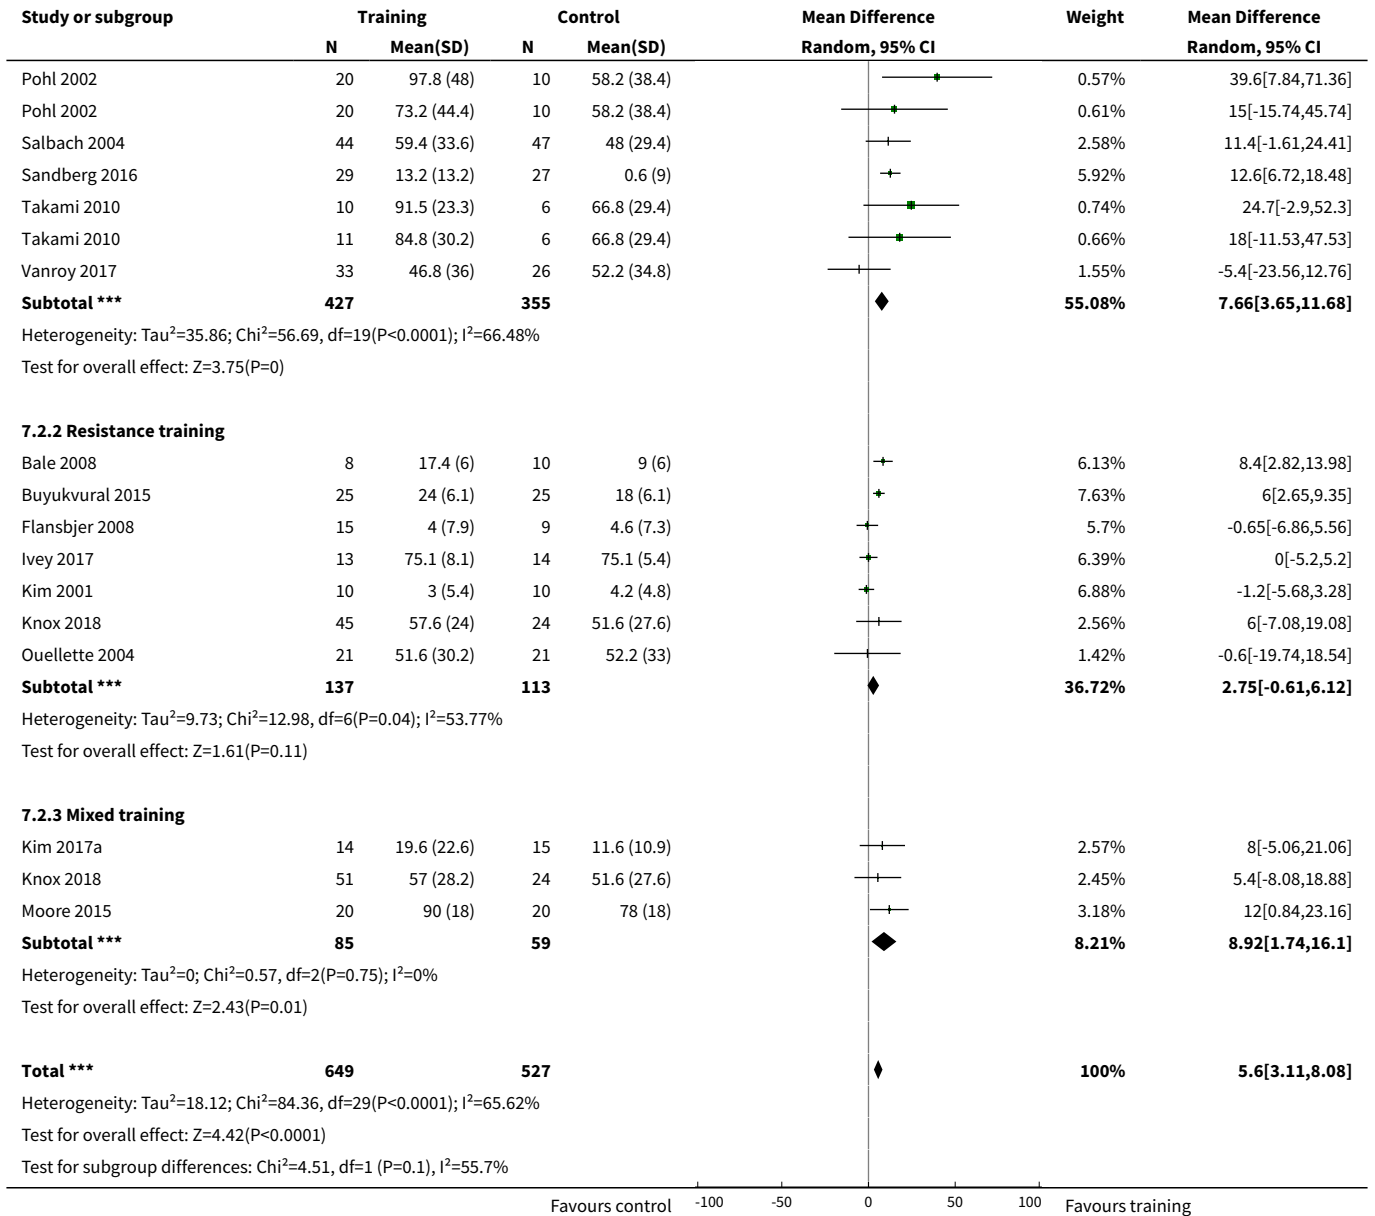 Study or subgroup Training Control Mean Difference Weight Mean Difference
N Mean(SD) N Mean(SD) Random, 95% CI Random, 95% CI
Pohl 2002 20 97.8 (48) 10 58.2 (38.4) 0.57% 39.6[7.84,71.36]
Pohl 2002 20 73.2 (44.4) 10 58.2 (38.4) 0.61% 15[-15.74,45.74]
Salbach 2004 44 59.4 (33.6) 47 48 (29.4) 2.58% 11.4[-1.61,24.41]
Sandberg 2016 29 13.2 (13.2) 27 0.6 (9) 5.92% 12.6[6.72,18.48]
Takami 2010 10 91.5 (23.3) 6 66.8 (29.4) 0.74% 24.7[-2.9,52.3]
Takami 2010 11 84.8 (30.2) 6 66.8 (29.4) 0.66% 18[-11.53,47.53]
Vanroy 2017 33 46.8 (36) 26 52.2 (34.8) 1.55% -5.4[-23.56,12.76]
Subtotal *** 427 355 55.08% 7.66[3.65,11.68]
Heterogeneity: Tau²=35.86; Chi²=56.69, df=19(P<0.0001); I²=66.48%
Test for overall effect: Z=3.75(P=0)
7.2.2 Resistance training
Bale 2008 8 17.4 (6) 10 9 (6) 6.13% 8.4[2.82,13.98]
Buyukvural 2015 25 24 (6.1) 25 18 (6.1) 7.63% 6[2.65,9.35]
Flansbjer 2008 15 4 (7.9) 9 4.6 (7.3) 5.7% -0.65[-6.86,5.56]
Ivey 2017 13 75.1 (8.1) 14 75.1 (5.4) 6.39% 0[-5.2,5.2]
Kim 2001 10 3 (5.4) 10 4.2 (4.8) 6.88% -1.2[-5.68,3.28]
Knox 2018 45 57.6 (24) 24 51.6 (27.6) 2.56% 6[-7.08,19.08]
Ouellette 2004 21 51.6 (30.2) 21 52.2 (33) 1.42% -0.6[-19.74,18.54]
Subtotal *** 137 113 36.72% 2.75[-0.61,6.12]
Heterogeneity: Tau²=9.73; Chi²=12.98, df=6(P=0.04); I²=53.77%
Test for overall effect: Z=1.61(P=0.11)
7.2.3 Mixed training
Kim 2017a 14 19.6 (22.6) 15 11.6 (10.9) 2.57% 8[-5.06,21.06]
Knox 2018 51 57 (28.2) 24 51.6 (27.6) 2.45% 5.4[-8.08,18.88]
Moore 2015 20 90 (18) 20 78 (18) 3.18% 12[0.84,23.16]
Subtotal *** 85 59 8.21% 8.92[1.74,16.1]
Heterogeneity: Tau²=0; Chi²=0.57, df=2(P=0.75); I²=0%
Test for overall effect: Z=2.43(P=0.01)
Total *** 649 527 100% 5.6[3.11,8.08]
Heterogeneity: Tau²=18.12; Chi²=84.36, df=29(P<0.0001); I²=65.62%
Test for overall effect: Z=4.42(P<0.0001)
Test for subgroup differences: Chi²=4.51, df=1 (P=0.1), I²=55.7%
Favours control -100 -50 0 50 100 Favours training